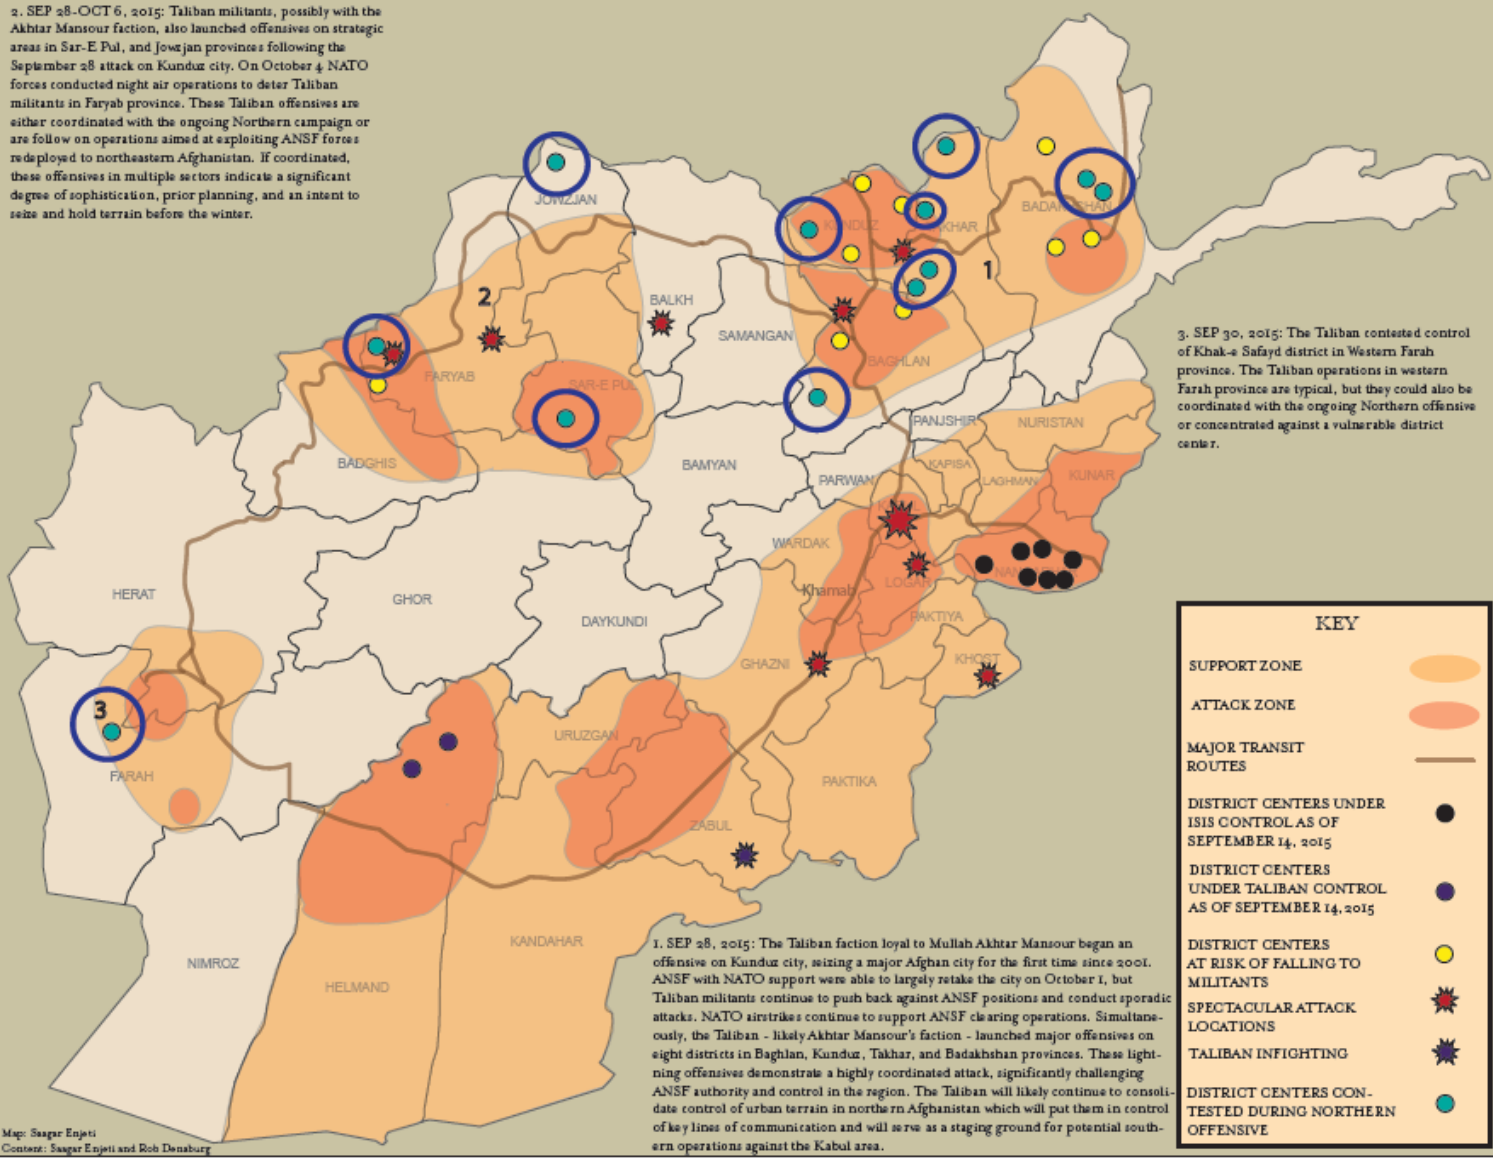 2. SEP 28-OCT 6, 2015: Taliban militants, possibly with the
Akhtar Mansour faction, also launched offensives on strategic
areas in Sar-E Pul, and Jowzjan provinces following the
September 28 attack on Kunduz city. On October 4 NATO
forces conducted night air operations to deter Taliban
militants in Faryab province. These Taliban offensives are
either coordinated with the ongoing Northern campaign or
are follow on operations aimed at exploiting ANSF forces
redeployed to northeastern Afghanistan. If coordinated,
these offensives in multiple sectors indicate a significant
degree of sophistication, prior planning, and an intent to
seize and hold terrain before the winter.
JOWZJAN
KUNDUZ
TAKHAR
BADAKHSHAN
1
2
BALKH
SAMANGAN
BAGHLAN
FARYAB
SAR-E PUL
3. SEP 30, 2015: The Taliban contested control
of Khak-e Safayd district in Western Farah
province. The Taliban operations in western
Farah province are typical, but they could also be
coordinated with the ongoing Northern offensive
or concentrated against a vulnerable district
center.
PANJSHIR
NURISTAN
BADGHIS
BAMYAN
PARWAN
KAPISA
LAGHMAN
KUNAR
KABUL
WARDAK
NANGARHAR
HERAT
GHOR
DAYKUNDI
Khamab
LOGAR
PAKTIYA
GHAZNI
KHOST
3
FARAH
URUZGAN
PAKTIKA
ZABUL
NIMROZ
HELMAND
KANDAHAR
1. SEP 28, 2015: The Taliban faction loyal to Mullah Akhtar Mansour began an
offensive on Kunduz city, seizing a major Afghan city for the first time since 2001.
ANSF with NATO support were able to largely retake the city on October 1, but
Taliban militants continue to push back against ANSF positions and conduct sporadic
attacks. NATO airstrikes continue to support ANSF clearing operations. Simultane-
ously, the Taliban - likely Akhtar Mansour's faction - launched major offensives on
eight districts in Baghlan, Kunduz, Takhar, and Badakhshan provinces. These light-
ning offensives demonstrate a highly coordinated attack, significantly challenging
ANSF authority and control in the region. The Taliban will likely continue to consoli-
date control of urban terrain in northern Afghanistan which will put them in control
of key lines of communication and will serve as a staging ground for potential south-
ern operations against the Kabul area.
KEY
SUPPORT ZONE
ATTACK ZONE
MAJOR TRANSIT
ROUTES
DISTRICT CENTERS UNDER
ISIS CONTROL AS OF
SEPTEMBER 14, 2015
DISTRICT CENTERS
UNDER TALIBAN CONTROL
AS OF SEPTEMBER 14, 2015
DISTRICT CENTERS
AT RISK OF FALLING TO
MILITANTS
SPECTACULAR ATTACK
LOCATIONS
TALIBAN INFIGHTING
DISTRICT CENTERS CON-
TESTED DURING NORTHERN
OFFENSIVE
Map: Saagar Enjeti
Content: Saagar Enjeti and Rob Densburg